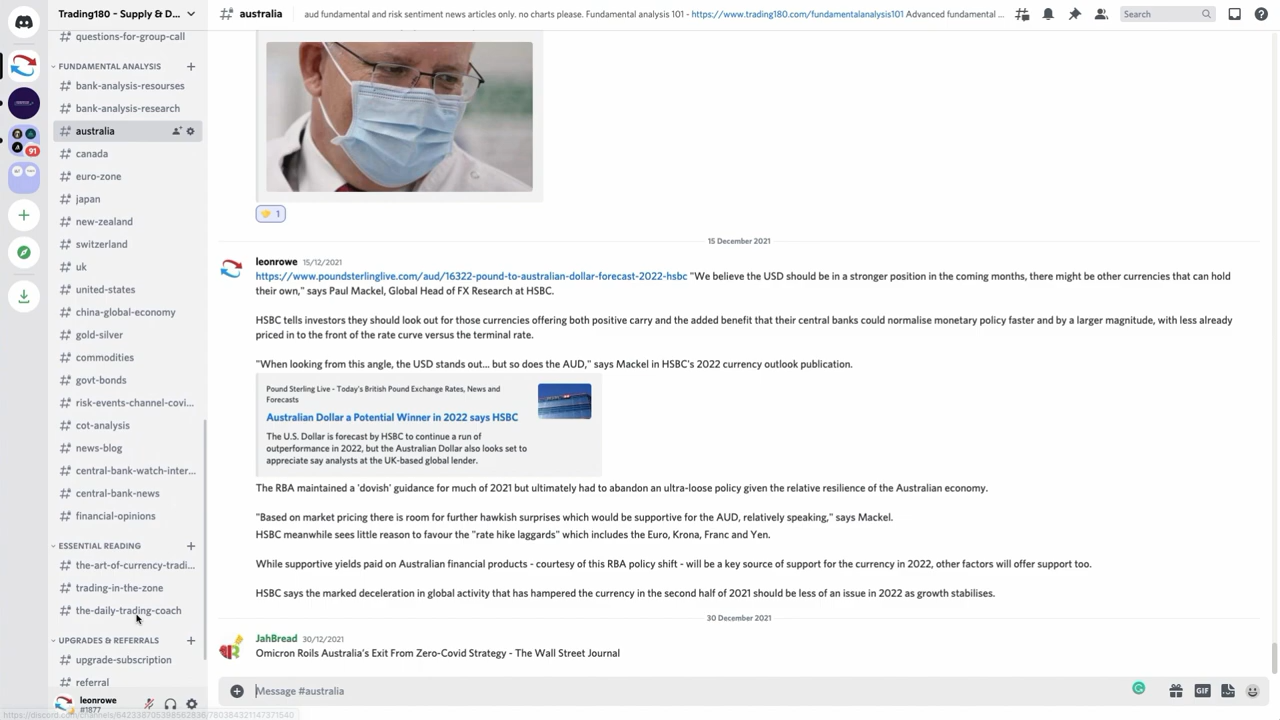 Trading180 - Supply & D...
questions-for-group-call
FUNDAMENTAL ANALYSIS
bank-analysis-resourses
bank-analysis-research
australia
canada
euro-zone
japan
new-zealand
switzerland
uk
united-states
china-global-economy
gold-silver
commodities
govt-bonds
risk-events-channel-covi...
cot-analysis
news-blog
central-bank-watch-inter...
central-bank-news
financial-opinions
ESSENTIAL READING
the-art-of-currency-tradi...
trading-in-the-zone
the-daily-trading-coach
UPGRADES & REFERRALS
upgrade-subscription
referral
leonrowe
#1877
91
https://discord.com/channels/642338705398562836/780384321147371540
australia
aud fundamental and risk sentiment news articles only. no charts please. Fundamental analysis 101 - https://www.trading180.com/fundamentalanalysis101 Advanced fundamental ...
Search
1
15 December 2021
leonrowe 15/12/2021
https://www.poundsterlinglive.com/aud/16322-pound-to-australian-dollar-forecast-2022-hsbc "We believe the USD should be in a stronger position in the coming months, there might be other currencies that can hold
their own," says Paul Mackel, Global Head of FX Research at HSBC.
HSBC tells investors they should look out for those currencies offering both positive carry and the added benefit that their central banks could normalise monetary policy faster and by a larger magnitude, with less already
priced in to the front of the rate curve versus the terminal rate.
"When looking from this angle, the USD stands out... but so does the AUD," says Mackel in HSBC's 2022 currency outlook publication.
Pound Sterling Live - Today's British Pound Exchange Rates, News and
Forecasts
Australian Dollar a Potential Winner in 2022 says HSBC
The U.S. Dollar is forecast by HSBC to continue a run of
outperformance in 2022, but the Australian Dollar also looks set to
appreciate say analysts at the UK-based global lender.
The RBA maintained a 'dovish' guidance for much of 2021 but ultimately had to abandon an ultra-loose policy given the relative resilience of the Australian economy.
"Based on market pricing there is room for further hawkish surprises which would be supportive for the AUD, relatively speaking," says Mackel.
HSBC meanwhile sees little reason to favour the "rate hike laggards" which includes the Euro, Krona, Franc and Yen.
While supportive yields paid on Australian financial products - courtesy of this RBA policy shift - will be a key source of support for the currency in 2022, other factors will offer support too.
HSBC says the marked deceleration in global activity that has hampered the currency in the second half of 2021 should be less of an issue in 2022 as growth stabilises.
30 December 2021
JahBread 30/12/2021
Omicron Roils Australia's Exit From Zero-Covid Strategy - The Wall Street Journal
Message #australia
GIF